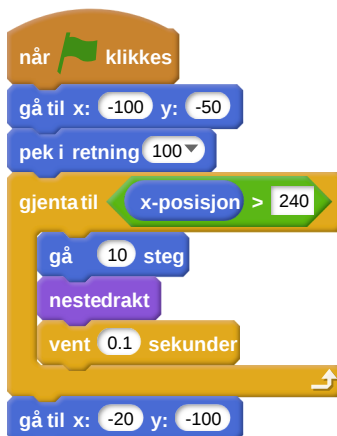 når klikkes
gå til x: -100 y: -50
pek i retning 100
gjenta til x-posisjon > 240
gå 10 steg
nestedrakt
vent 0.1 sekunder
gå til x: -20 y: -100